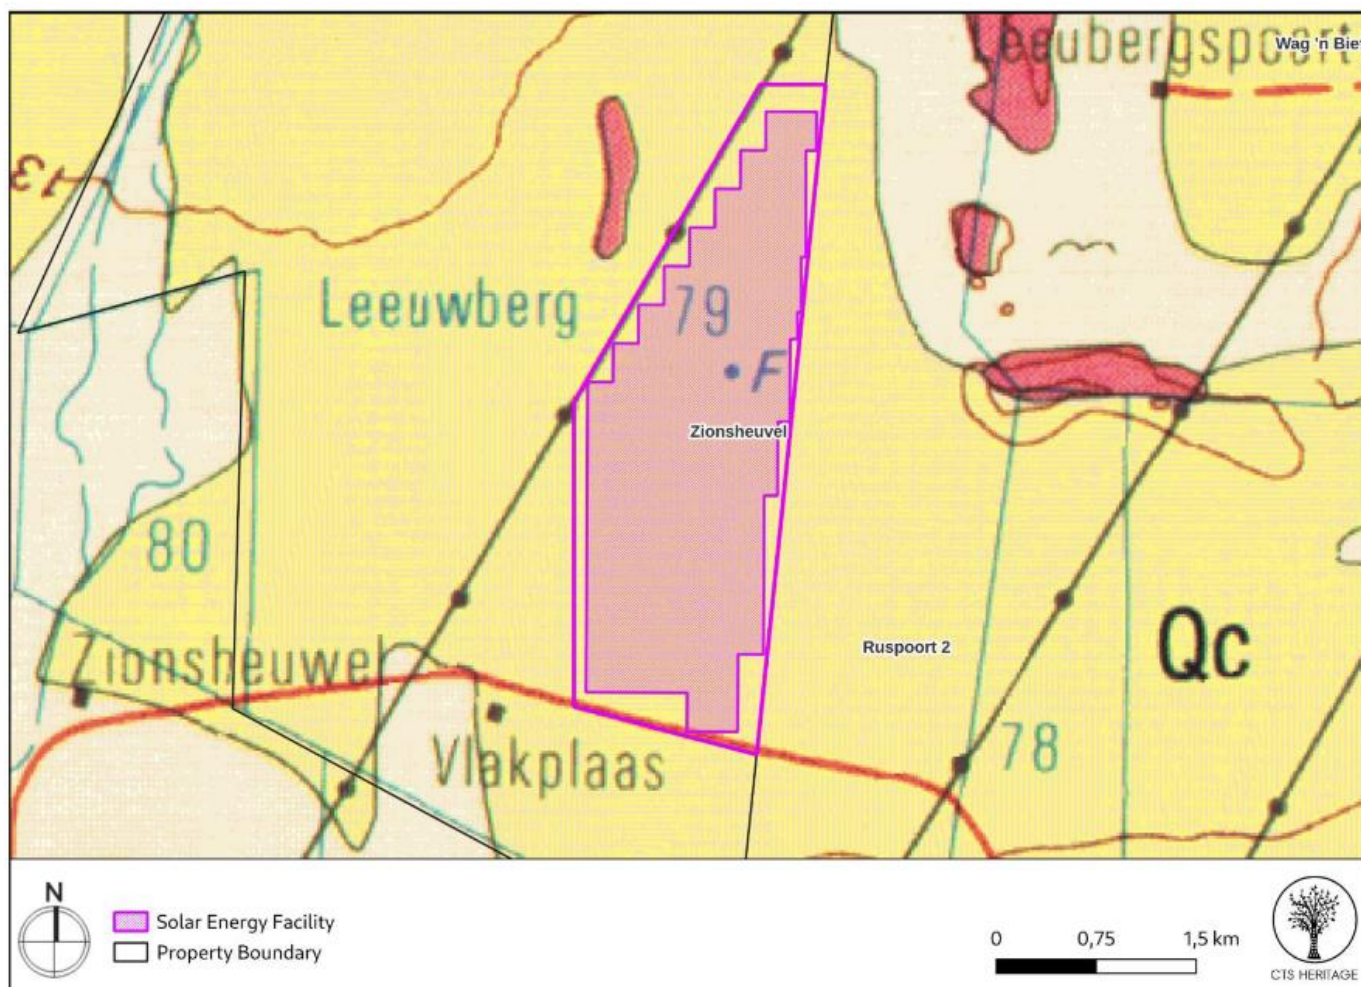 Leeubergspoort
Wag 'n Bie
3
Leeuwberg
79
F
Zionsheuvel
80
Zionsheuwel
Ruspoort 2
Qc
78
Vlakplaas
N
Solar Energy Facility
Property Boundary
0 0,75 1,5 km
CTS HERITAGE